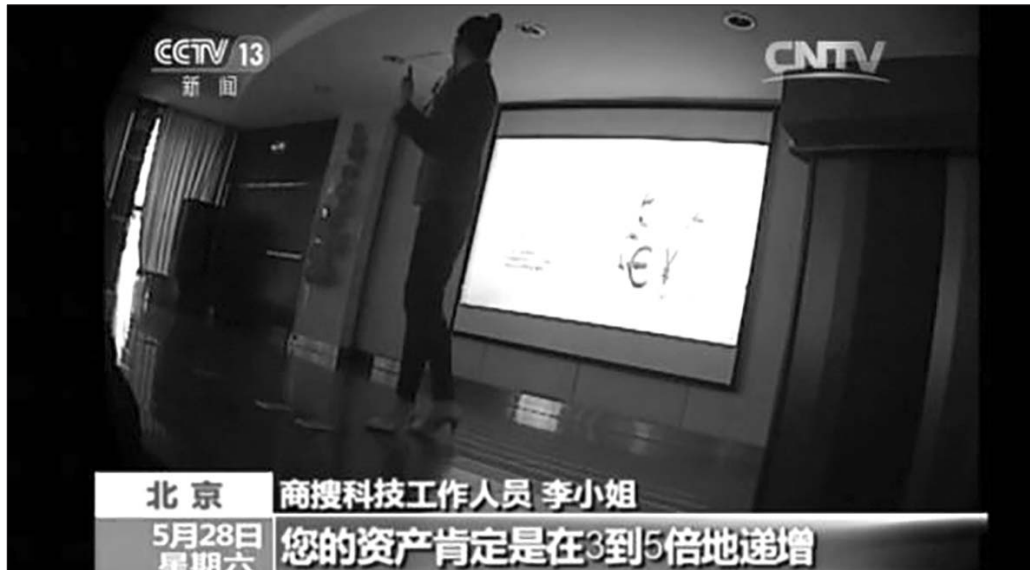 CCTV 13
新闻
CNTV
€ ¥
北京
商搜科技工作人员 李小姐
5月28日
星期六
您的资产肯定是在3到5倍地递增